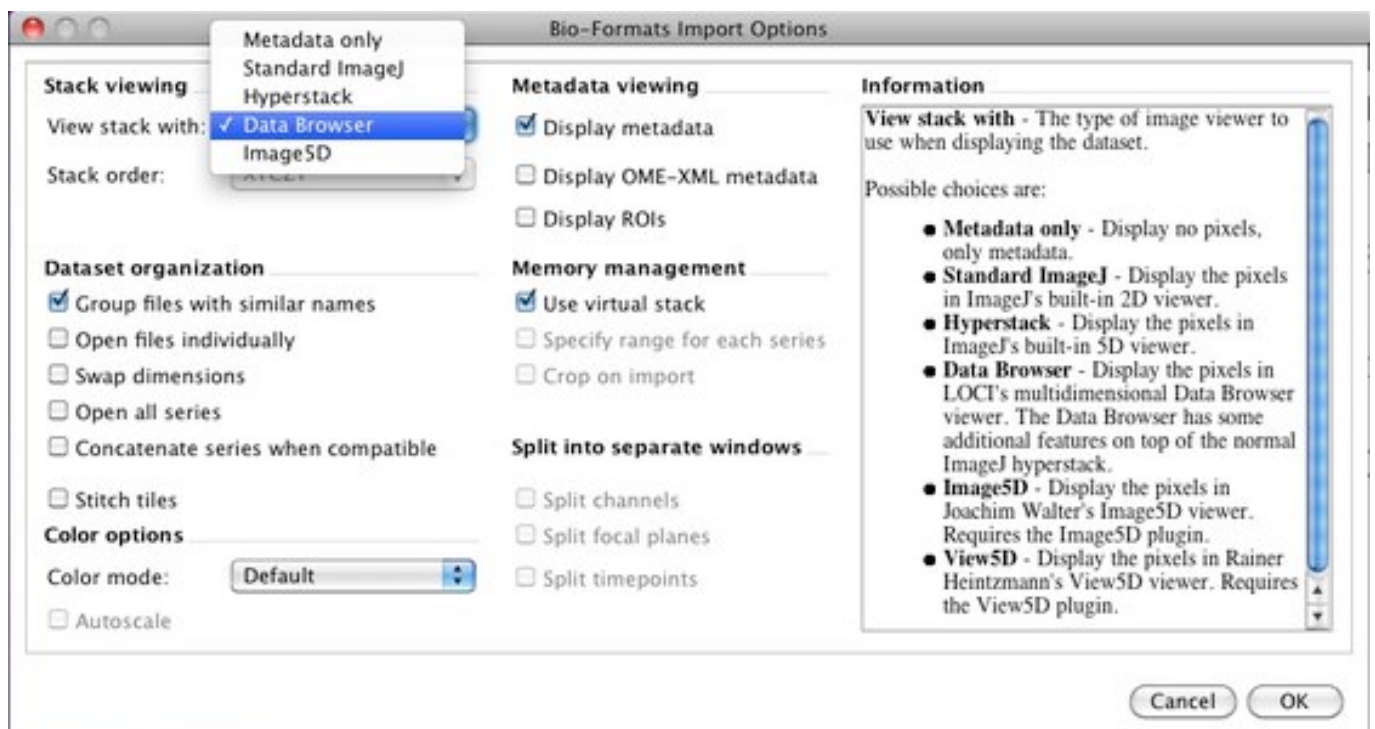 Bio-Formats Import Options
Stack viewing
View stack with:
Metadata only
Standard ImageJ
Hyperstack
✓ Data Browser
Image5D
Stack order:
XYCZT
Dataset organization
Group files with similar names
Open files individually
Swap dimensions
Open all series
Concatenate series when compatible
Stitch tiles
Color options
Color mode: Default
Autoscale
Metadata viewing
Display metadata
Display OME-XML metadata
Display ROIs
Memory management
Use virtual stack
Specify range for each series
Crop on import
Split into separate windows
Split channels
Split focal planes
Split timepoints
Information
View stack with - The type of image viewer to
use when displaying the dataset.
Possible choices are:
● Metadata only - Display no pixels,
only metadata.
● Standard ImageJ - Display the pixels
in ImageJ's built-in 2D viewer.
● Hyperstack - Display the pixels in
ImageJ's built-in 5D viewer.
● Data Browser - Display the pixels in
LOCI's multidimensional Data Browser
viewer. The Data Browser has some
additional features on top of the normal
ImageJ hyperstack.
● Image5D - Display the pixels in
Joachim Walter's Image5D viewer.
Requires the Image5D plugin.
● View5D - Display the pixels in Rainer
Heintzmann's View5D viewer. Requires
the View5D plugin.
Cancel
OK